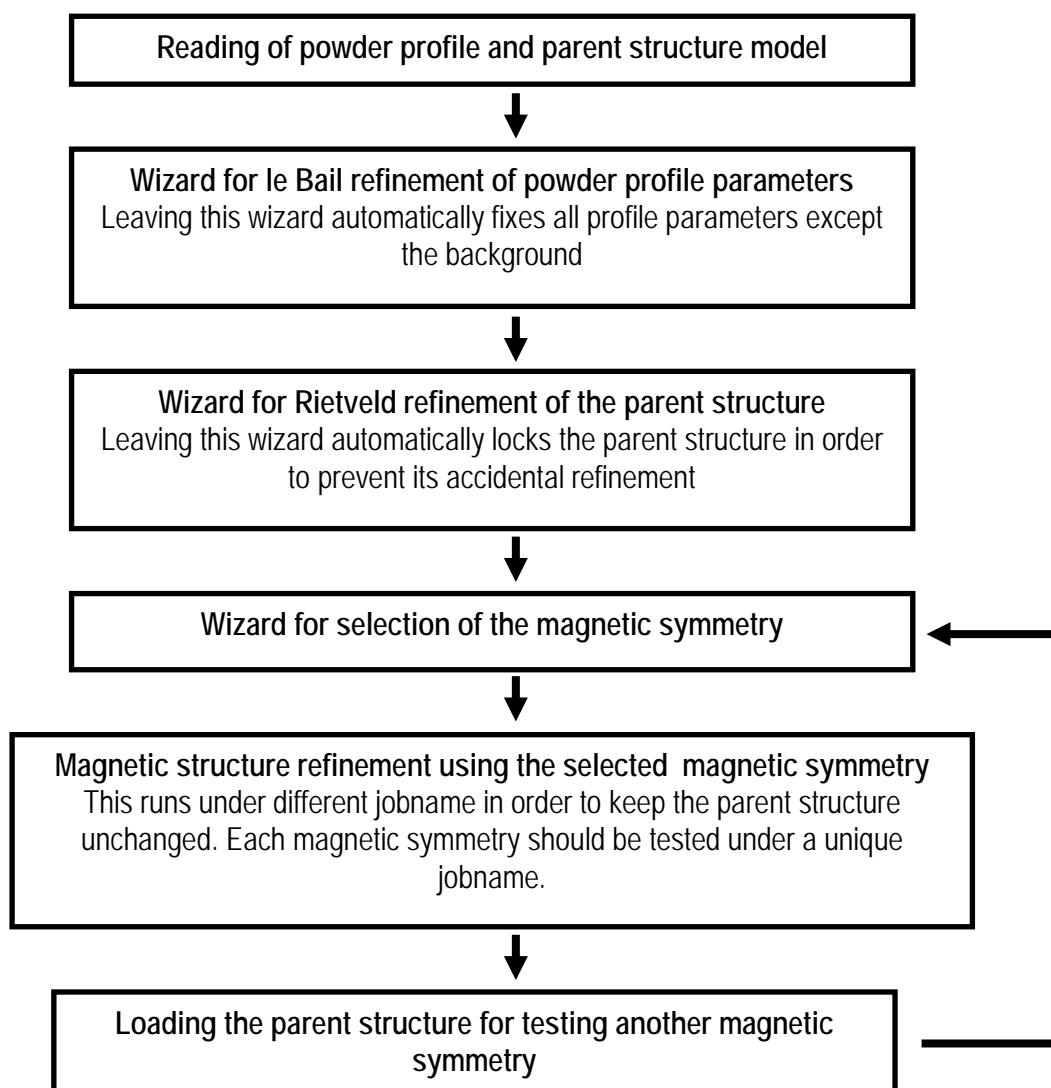 Reading of powder profile and parent structure model
Wizard for le Bail refinement of powder profile parameters
Leaving this wizard automatically fixes all profile parameters except
the background
Wizard for Rietveld refinement of the parent structure
Leaving this wizard automatically locks the parent structure in order
to prevent its accidental refinement
Wizard for selection of the magnetic symmetry
Magnetic structure refinement using the selected  magnetic symmetry
This runs under different jobname in order to keep the parent structure
unchanged. Each magnetic symmetry should be tested under a unique
jobname.
Loading the parent structure for testing another magnetic
symmetry